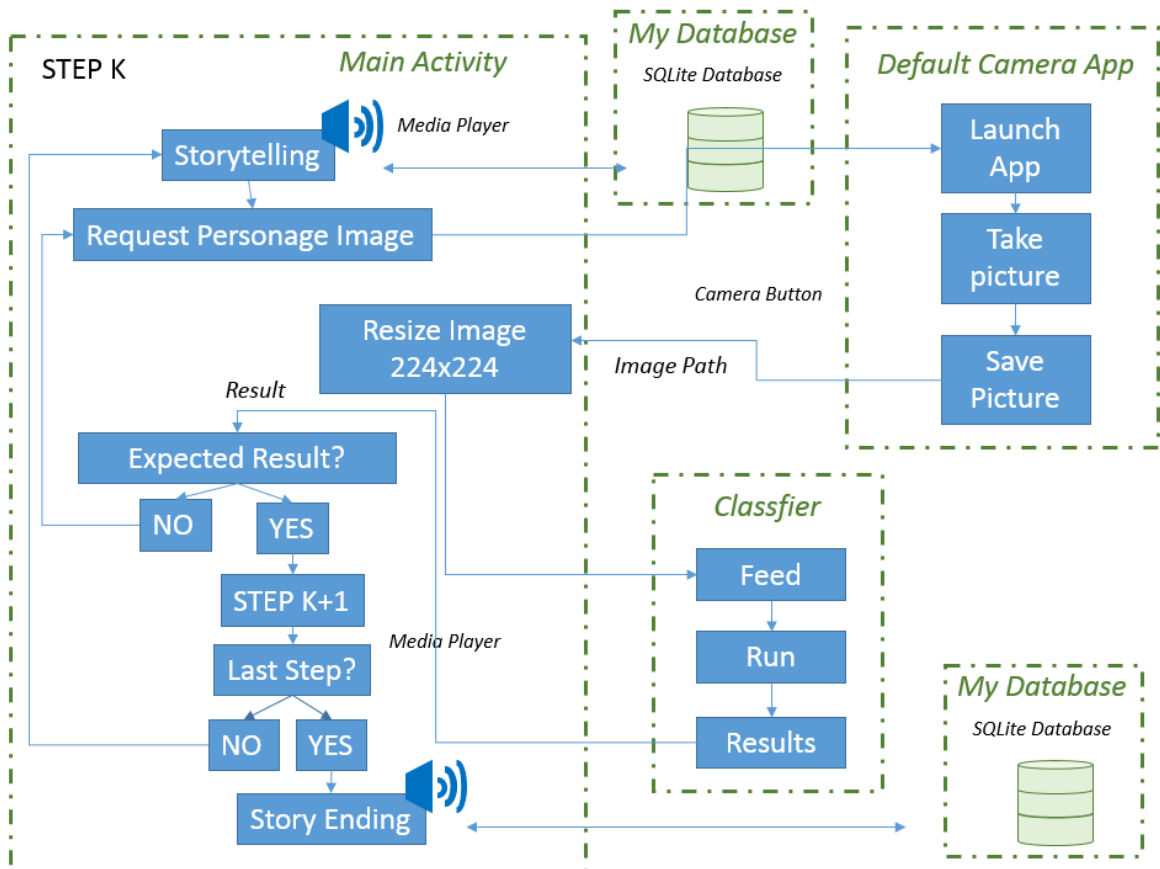 STEP K
Main Activity
Media Player
Storytelling
Request Personage Image
My Database
SQLite Database
Default Camera App
Launch
App
Take
picture
Save
Picture
Camera Button
Image Path
Resize Image
224x224
Result
Expected Result?
NO
YES
STEP K+1
Media Player
Last Step?
NO
YES
Story Ending
Classfier
Feed
Run
Results
My Database
SQLite Database